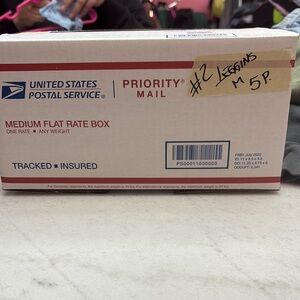 UNITED STATES
POSTAL SERVICE®
PRIORITY®
MAIL
#2 LEGGINS
M 5P.
MEDIUM FLAT RATE BOX
ONE RATE ■ ANY WEIGHT
TRACKED ■ INSURED
PS00011000000